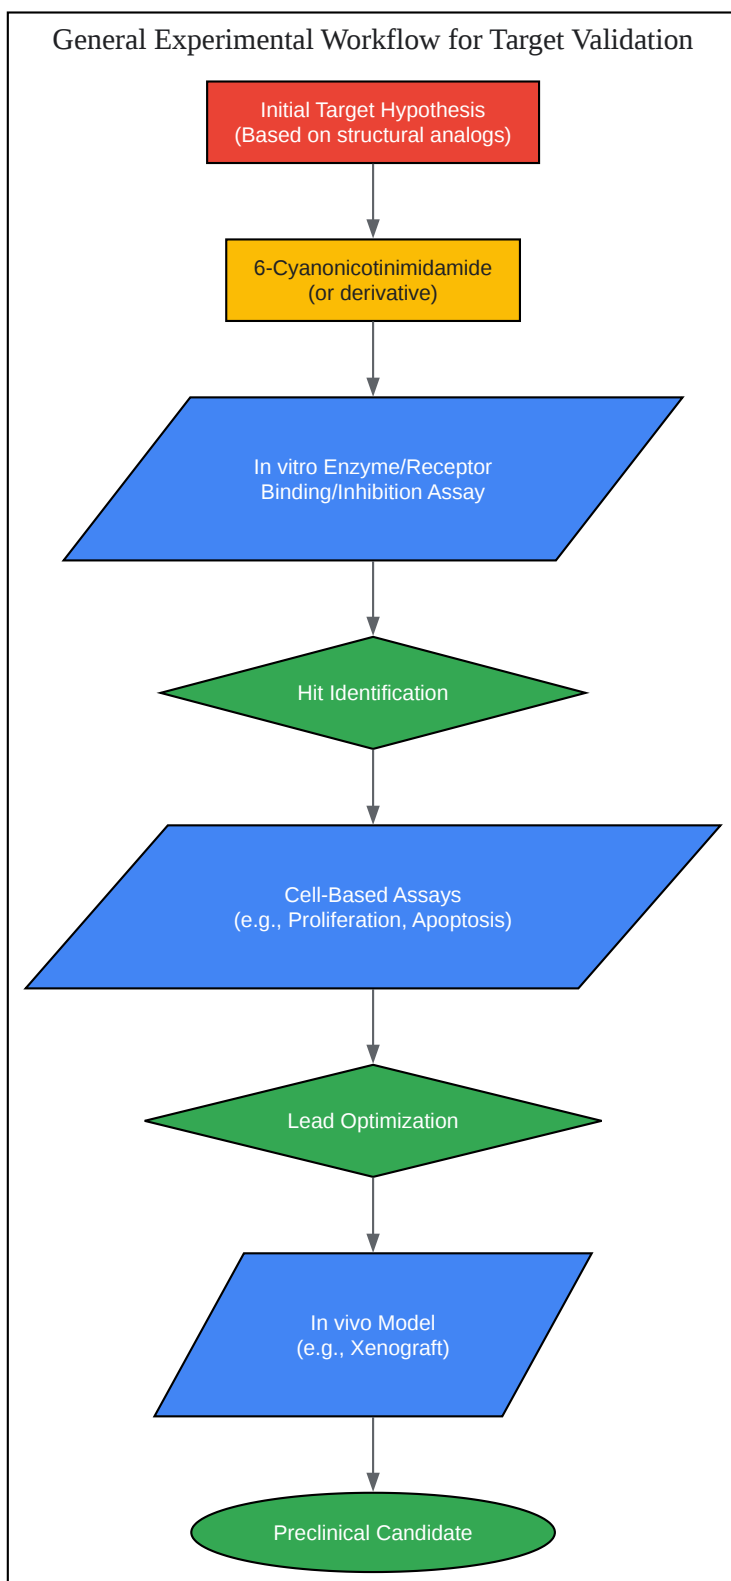 General Experimental Workflow for Target Validation
Initial Target Hypothesis
(Based on structural analogs)
6-Cyanonicotinimidamide
(or derivative)
In vitro Enzyme/Receptor
Binding/Inhibition Assay
Hit Identification
Cell-Based Assays
(e.g., Proliferation, Apoptosis)
Lead Optimization
In vivo Model
(e.g., Xenograft)
Preclinical Candidate